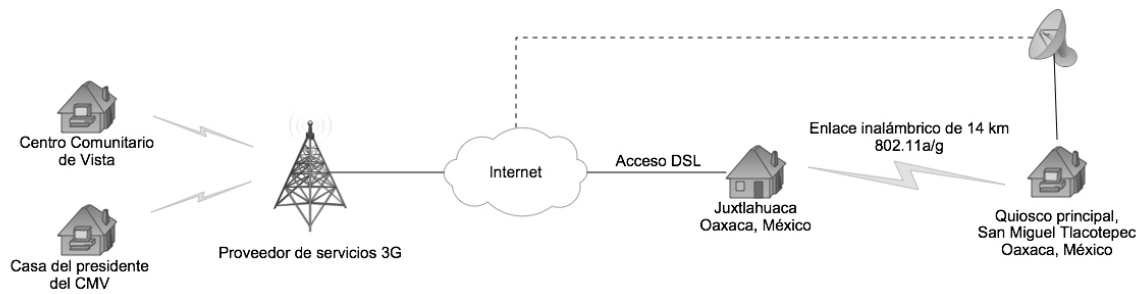 Centro Comunitario
de Vista
Casa del presidente
del CMV
Proveedor de servicios 3G
Internet
Acceso DSL
Juxtlahuaca
Oaxaca, México
Enlace inalámbrico de 14 km
802.11a/g
Quiosco principal,
San Miguel Tlacotepec
Oaxaca, México